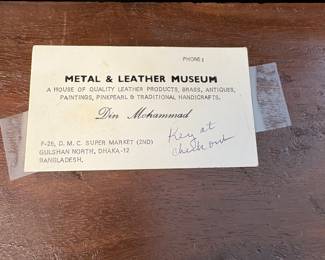 PHONE:
METAL & LEATHER MUSEUM
A HOUSE OF QUALITY LEATHER PRODUCTS, BRASS, ANTIQUES,
PAINTINGS, PINKPEARL & TRADITIONAL HANDICRAFTS.
Din Mohammad
Key at
checkout
F-26, D. M. C. SUPER MARKET (2ND)
GULSHAN NORTH, DHAKA-12
BANGLADESH.